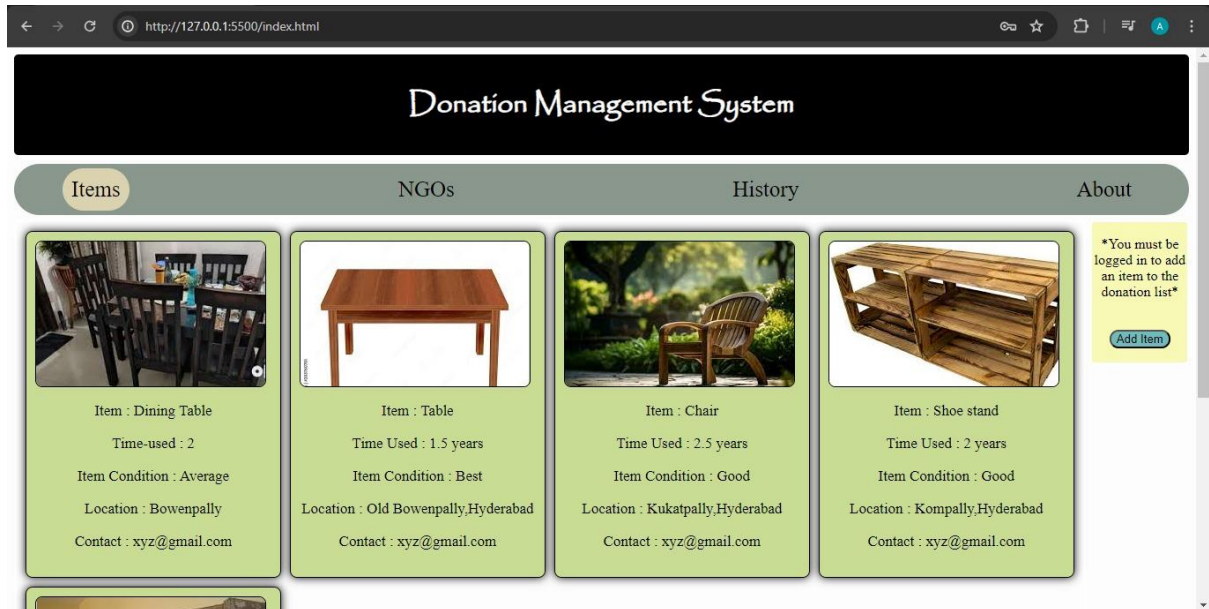 http://127.0.0.1:5500/index.html
A
Donation Management System
Items NGOs History About
Item : Dining Table
Time-used : 2
Item Condition : Average
Location : Bowenpally
Contact : xyz@gmail.com
Item : Table
Time Used : 1.5 years
Item Condition : Best
Location : Old Bowenpally,Hyderabad
Contact : xyz@gmail.com
Item : Chair
Time Used : 2.5 years
Item Condition : Good
Location : Kukatpally,Hyderabad
Contact : xyz@gmail.com
Item : Shoe stand
Time Used : 2 years
Item Condition : Good
Location : Kompally,Hyderabad
Contact : xyz@gmail.com
*You must be
logged in to add
an item to the
donation list*
Add Item